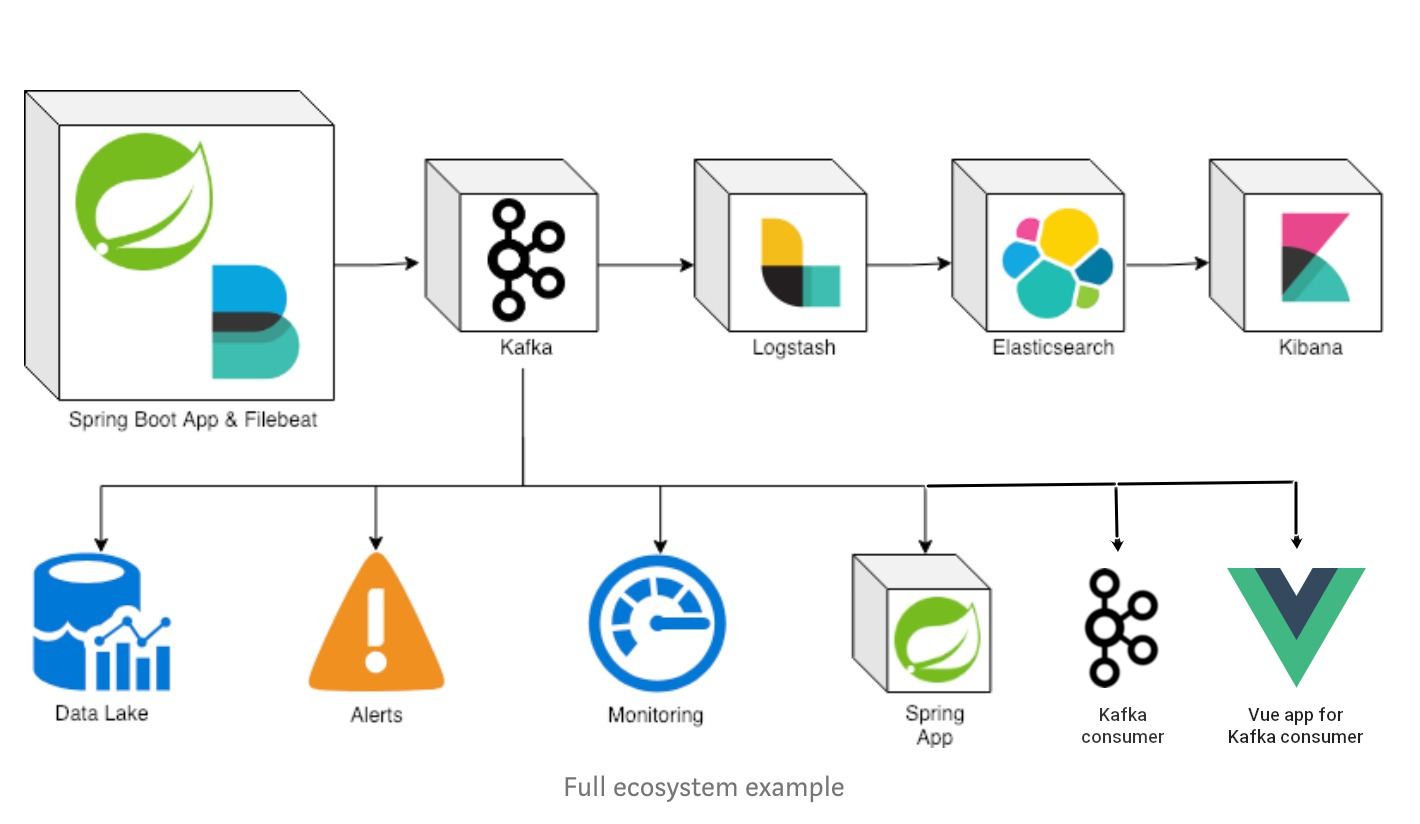 Kafka
Logstash
Elasticsearch
Kibana
Spring Boot App & Filebeat
Data Lake
Alerts
Monitoring
Spring
App
Kafka
consumer
Vue app for
Kafka consumer
Full ecosystem example